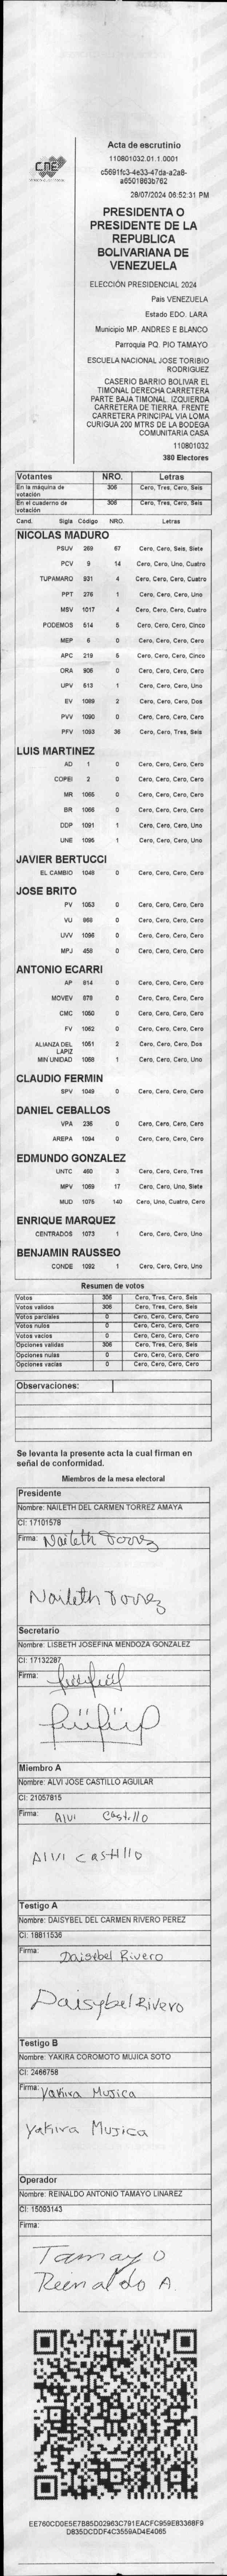 CNE
Acta de escrutinio
110801032.01.1.0001
c5691fc3-4e33-47da-a2a8-
a6501863b762
28/07/2024 06:52:31 PM
PRESIDENTA O
PRESIDENTE DE LA
REPUBLICA
BOLIVARIANA DE
VENEZUELA
ELECCIÓN PRESIDENCIAL 2024
Pais VENEZUELA
Estado EDO. LARA
Municipio MP. ANDRES E BLANCO
Parroquia PQ. PIO TAMAYO
ESCUELA NACIONAL JOSE TORIBIO
RODRIGUEZ
CASERIO BARRIO BOLIVAR EL
TIMONAL DERECHA CARRETERA
PARTE BAJA TIMONAL. IZQUIERDA
CARRETERA DE TIERRA. FRENTE
CARRETERA PRINCIPAL VIA LOMA
CURIGUA 200 MTRS DE LA BODEGA
COMUNITARIA CASA
110801032
380 Electores
Votantes NRO. Letras
En la máquina de votación 306 Cero, Tres, Cero, Seis
En el cuaderno de votación 306 Cero, Tres, Cero, Seis
Cand. Sigla Código NRO. Letras
NICOLAS MADURO
PSUV 269 67 Cero, Cero, Seis, Siete
PCV 9 14 Cero, Cero, Uno, Cuatro
TUPAMARO 931 4 Cero, Cero, Cero, Cuatro
PPT 276 1 Cero, Cero, Cero, Uno
MSV 1017 4 Cero, Cero, Cero, Cuatro
PODEMOS 514 5 Cero, Cero, Cero, Cinco
MEP 6 0 Cero, Cero, Cero, Cero
APC 219 5 Cero, Cero, Cero, Cinco
ORA 906 0 Cero, Cero, Cero, Cero
UPV 513 1 Cero, Cero, Cero, Uno
EV 1089 2 Cero, Cero, Cero, Dos
PVV 1090 0 Cero, Cero, Cero, Cero
PFV 1093 36 Cero, Cero, Tres, Seis
LUIS MARTINEZ
AD 1 0 Cero, Cero, Cero, Cero
COPEI 2 0 Cero, Cero, Cero, Cero
MR 1065 0 Cero, Cero, Cero, Cero
BR 1066 0 Cero, Cero, Cero, Cero
DDP 1091 1 Cero, Cero, Cero, Uno
UNE 1095 1 Cero, Cero, Cero, Uno
JAVIER BERTUCCI
EL CAMBIO 1048 0 Cero, Cero, Cero, Cero
JOSE BRITO
PV 1053 0 Cero, Cero, Cero, Cero
VU 968 0 Cero, Cero, Cero, Cero
UVV 1096 0 Cero, Cero, Cero, Cero
MPJ 458 0 Cero, Cero, Cero, Cero
ANTONIO ECARRI
AP 814 0 Cero, Cero, Cero, Cero
MOVEV 878 0 Cero, Cero, Cero, Cero
CMC 1050 0 Cero, Cero, Cero, Cero
FV 1062 0 Cero, Cero, Cero, Cero
ALIANZA DEL LAPIZ 1051 2 Cero, Cero, Cero, Dos
MIN UNIDAD 1088 1 Cero, Cero, Cero, Uno
CLAUDIO FERMIN
SPV 1049 0 Cero, Cero, Cero, Cero
DANIEL CEBALLOS
VPA 236 0 Cero, Cero, Cero, Cero
AREPA 1094 0 Cero, Cero, Cero, Cero
EDMUNDO GONZALEZ
UNTC 460 3 Cero, Cero, Cero, Tres
MPV 1069 17 Cero, Cero, Uno, Siete
MUD 1075 140 Cero, Uno, Cuatro, Cero
ENRIQUE MARQUEZ
CENTRADOS 1073 1 Cero, Cero, Cero, Uno
BENJAMIN RAUSSEO
CONDE 1092 1 Cero, Cero, Cero, Uno
Resumen de votos
Votos 306 Cero, Tres, Cero, Seis
Votos validos 306 Cero, Tres, Cero, Seis
Votos parciales 0 Cero, Cero, Cero, Cero
Votos nulos 0 Cero, Cero, Cero, Cero
Votos vacios 0 Cero, Cero, Cero, Cero
Opciones validas 306 Cero, Tres, Cero, Seis
Opciones nulas 0 Cero, Cero, Cero, Cero
Opciones vacias 0 Cero, Cero, Cero, Cero
Observaciones:
Se levanta la presente acta la cual firman en
señal de conformidad.
Miembros de la mesa electoral
Presidente
Nombre: NAILETH DEL CARMEN TORREZ AMAYA
CI: 17101578
Firma: Naileth Torrez
Naileth Torrez
Secretario
Nombre: LISBETH JOSEFINA MENDOZA GONZALEZ
CI: 17132287
Firma:
Miembro A
Nombre: ALVI JOSE CASTILLO AGUILAR
CI: 21057815
Firma: Alvi Castillo
Alvi Castillo
Testigo A
Nombre: DAISYBEL DEL CARMEN RIVERO PEREZ
CI: 18811536
Firma: Daisybel Rivero
Daisybel Rivero
Testigo B
Nombre: YAKIRA COROMOTO MUJICA SOTO
CI: 2466758
Firma: Yakira Mujica
Yakira Mujica
Operador
Nombre: REINALDO ANTONIO TAMAYO LINAREZ
CI: 15093143
Firma:
Tamayo
Reinaldo A.
EE760CD0E5E7B85D02963C791EACFC959E83368F9
D835DCDDF4C3559AD4E4065